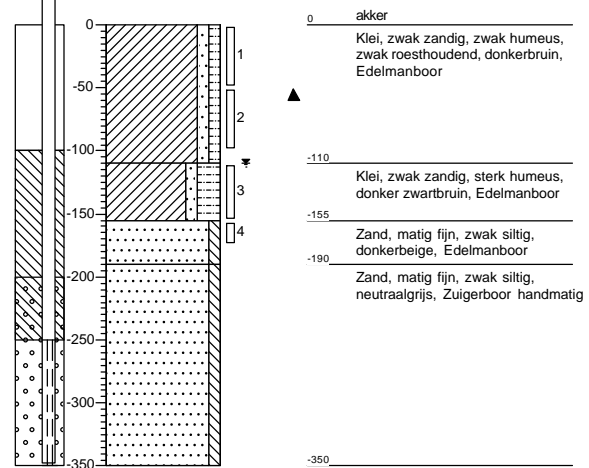 0
-50
-100
-150
-200
-250
-300
-350
1
2
3
4
0 akker
Klei, zwak zandig, zwak humeus,
zwak roesthoudend, donkerbruin,
Edelmanboor
-110
Klei, zwak zandig, sterk humeus,
donker zwartbruin, Edelmanboor
-155
Zand, matig fijn, zwak siltig,
donkerbeige, Edelmanboor
-190
Zand, matig fijn, zwak siltig,
neutraalgrijs, Zuigerboor handmatig
-350